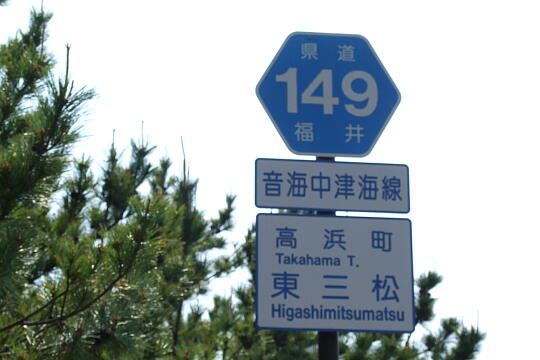 県道
149
福井
音海中津海線
高浜町
Takahama T.
東三松
Higashimitsumatsu